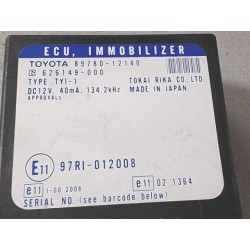 ECU, IMMOBILIZER
TOYOTA 89780-12140
626149-000
TYPE TYI-1 TOKAI RIKA CO,LTD
DC12V, 40mA, 134.2kHz MADE IN JAPAN
APPROVAL:
E11 97RI-012008
e11 1-00 2008 e11 02 1364
SERIAL NO (see barcode below)